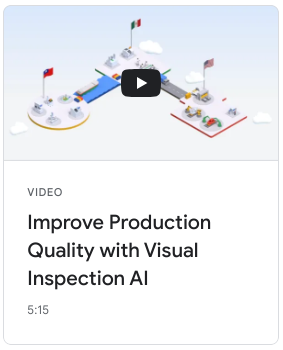 VIDEO
Improve Production
Quality with Visual
Inspection AI
5:15